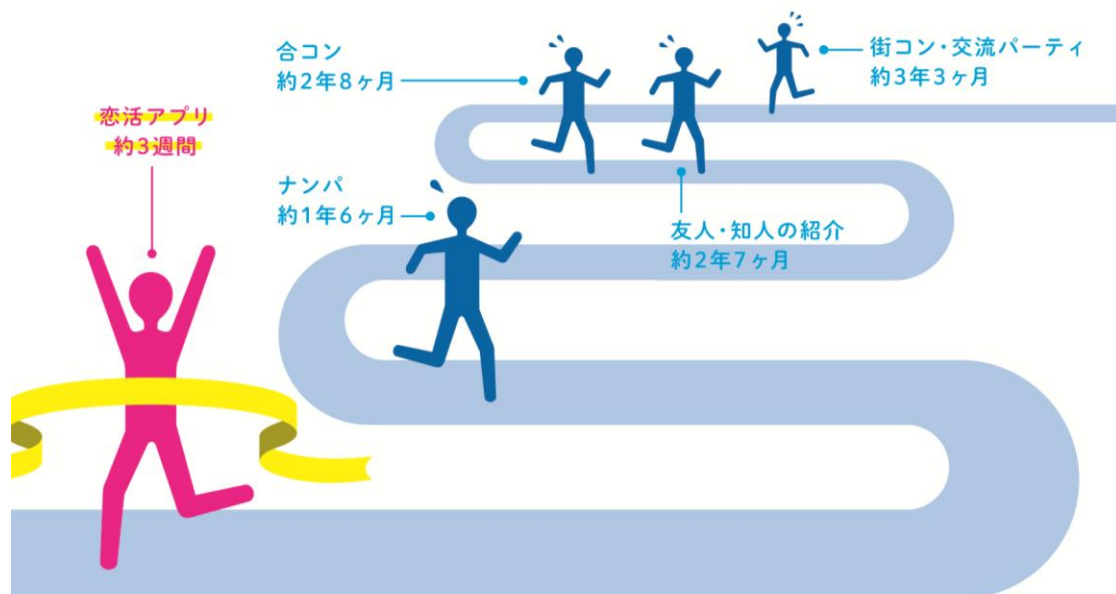 恋活アプリ
約3週間
合コン
約2年8ヶ月
街コン・交流パーティ
約3年3ヶ月
ナンパ
約1年6ヶ月
友人・知人の紹介
約2年7ヶ月